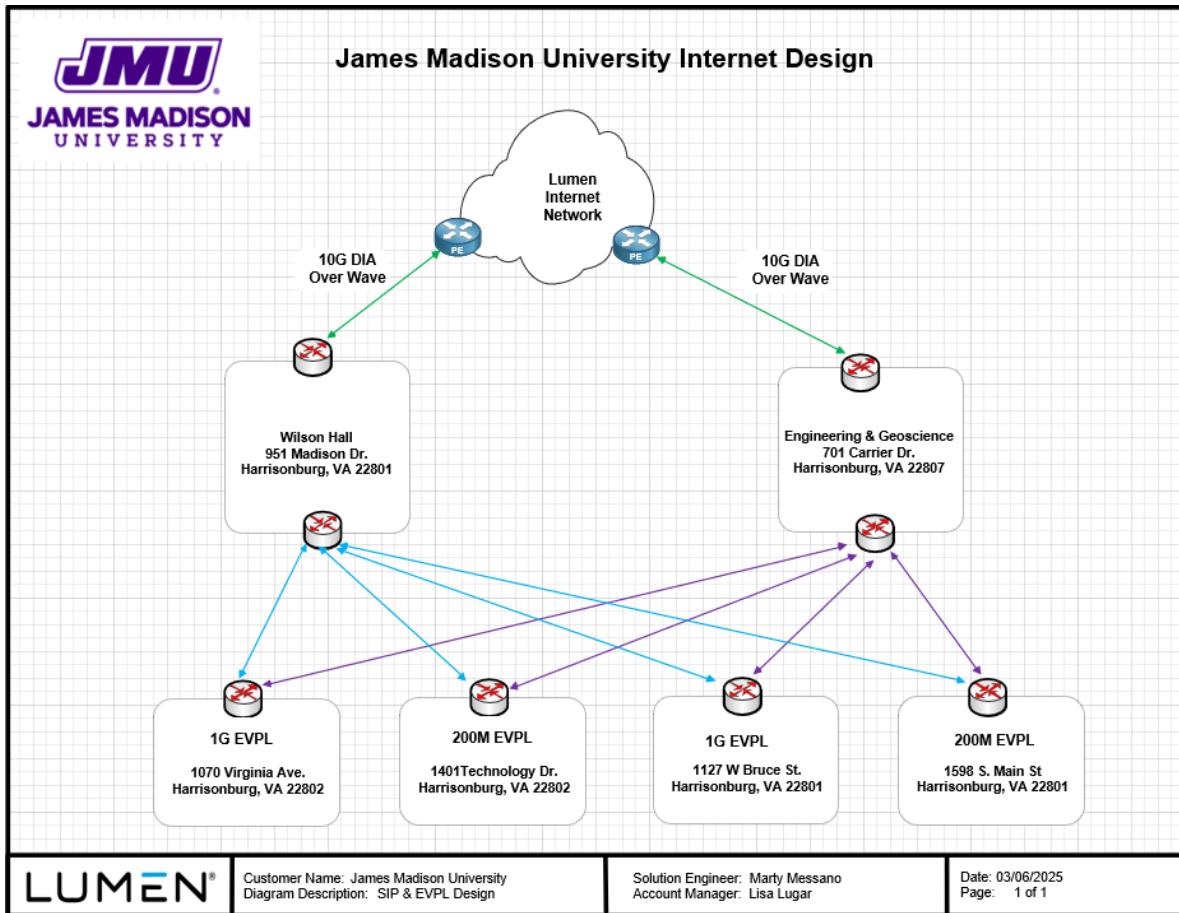 JMU
JAMES MADISON
UNIVERSITY
James Madison University Internet Design
Lumen
Internet
Network
PE
PE
10G DIA
Over Wave
10G DIA
Over Wave
Wilson Hall
951 Madison Dr.
Harrisonburg, VA 22801
Engineering & Geoscience
701 Carrier Dr.
Harrisonburg, VA 22807
1G EVPL
1070 Virginia Ave.
Harrisonburg, VA 22802
200M EVPL
1401Technology Dr.
Harrisonburg, VA 22802
1G EVPL
1127 W Bruce St.
Harrisonburg, VA 22801
200M EVPL
1598 S. Main St
Harrisonburg, VA 22801
LUMEN®
Customer Name: James Madison University
Diagram Description: SIP & EVPL Design
Solution Engineer: Marty Messano
Account Manager: Lisa Lugar
Date: 03/06/2025
Page: 1 of 1